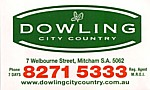 DOWLING
CITY COUNTRY
7 Welbourne Street, Mitcham S.A. 5062
Phone 7 DAYS 8271 5333 Reg. Agent M.R.E.I.
www.dowlingcitycountry.com.au